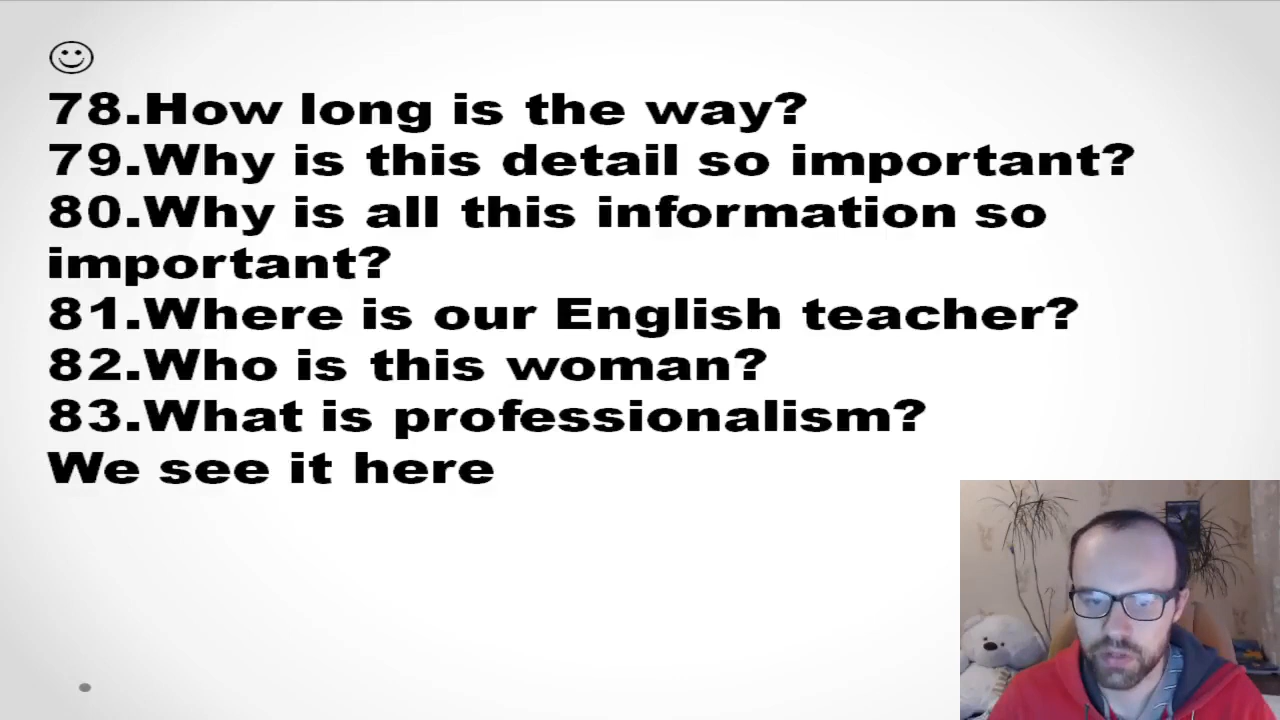 78.How long is the way?
79.Why is this detail so important?
80.Why is all this information so
important?
81.Where is our English teacher?
82.Who is this woman?
83.What is professionalism?
We see it here